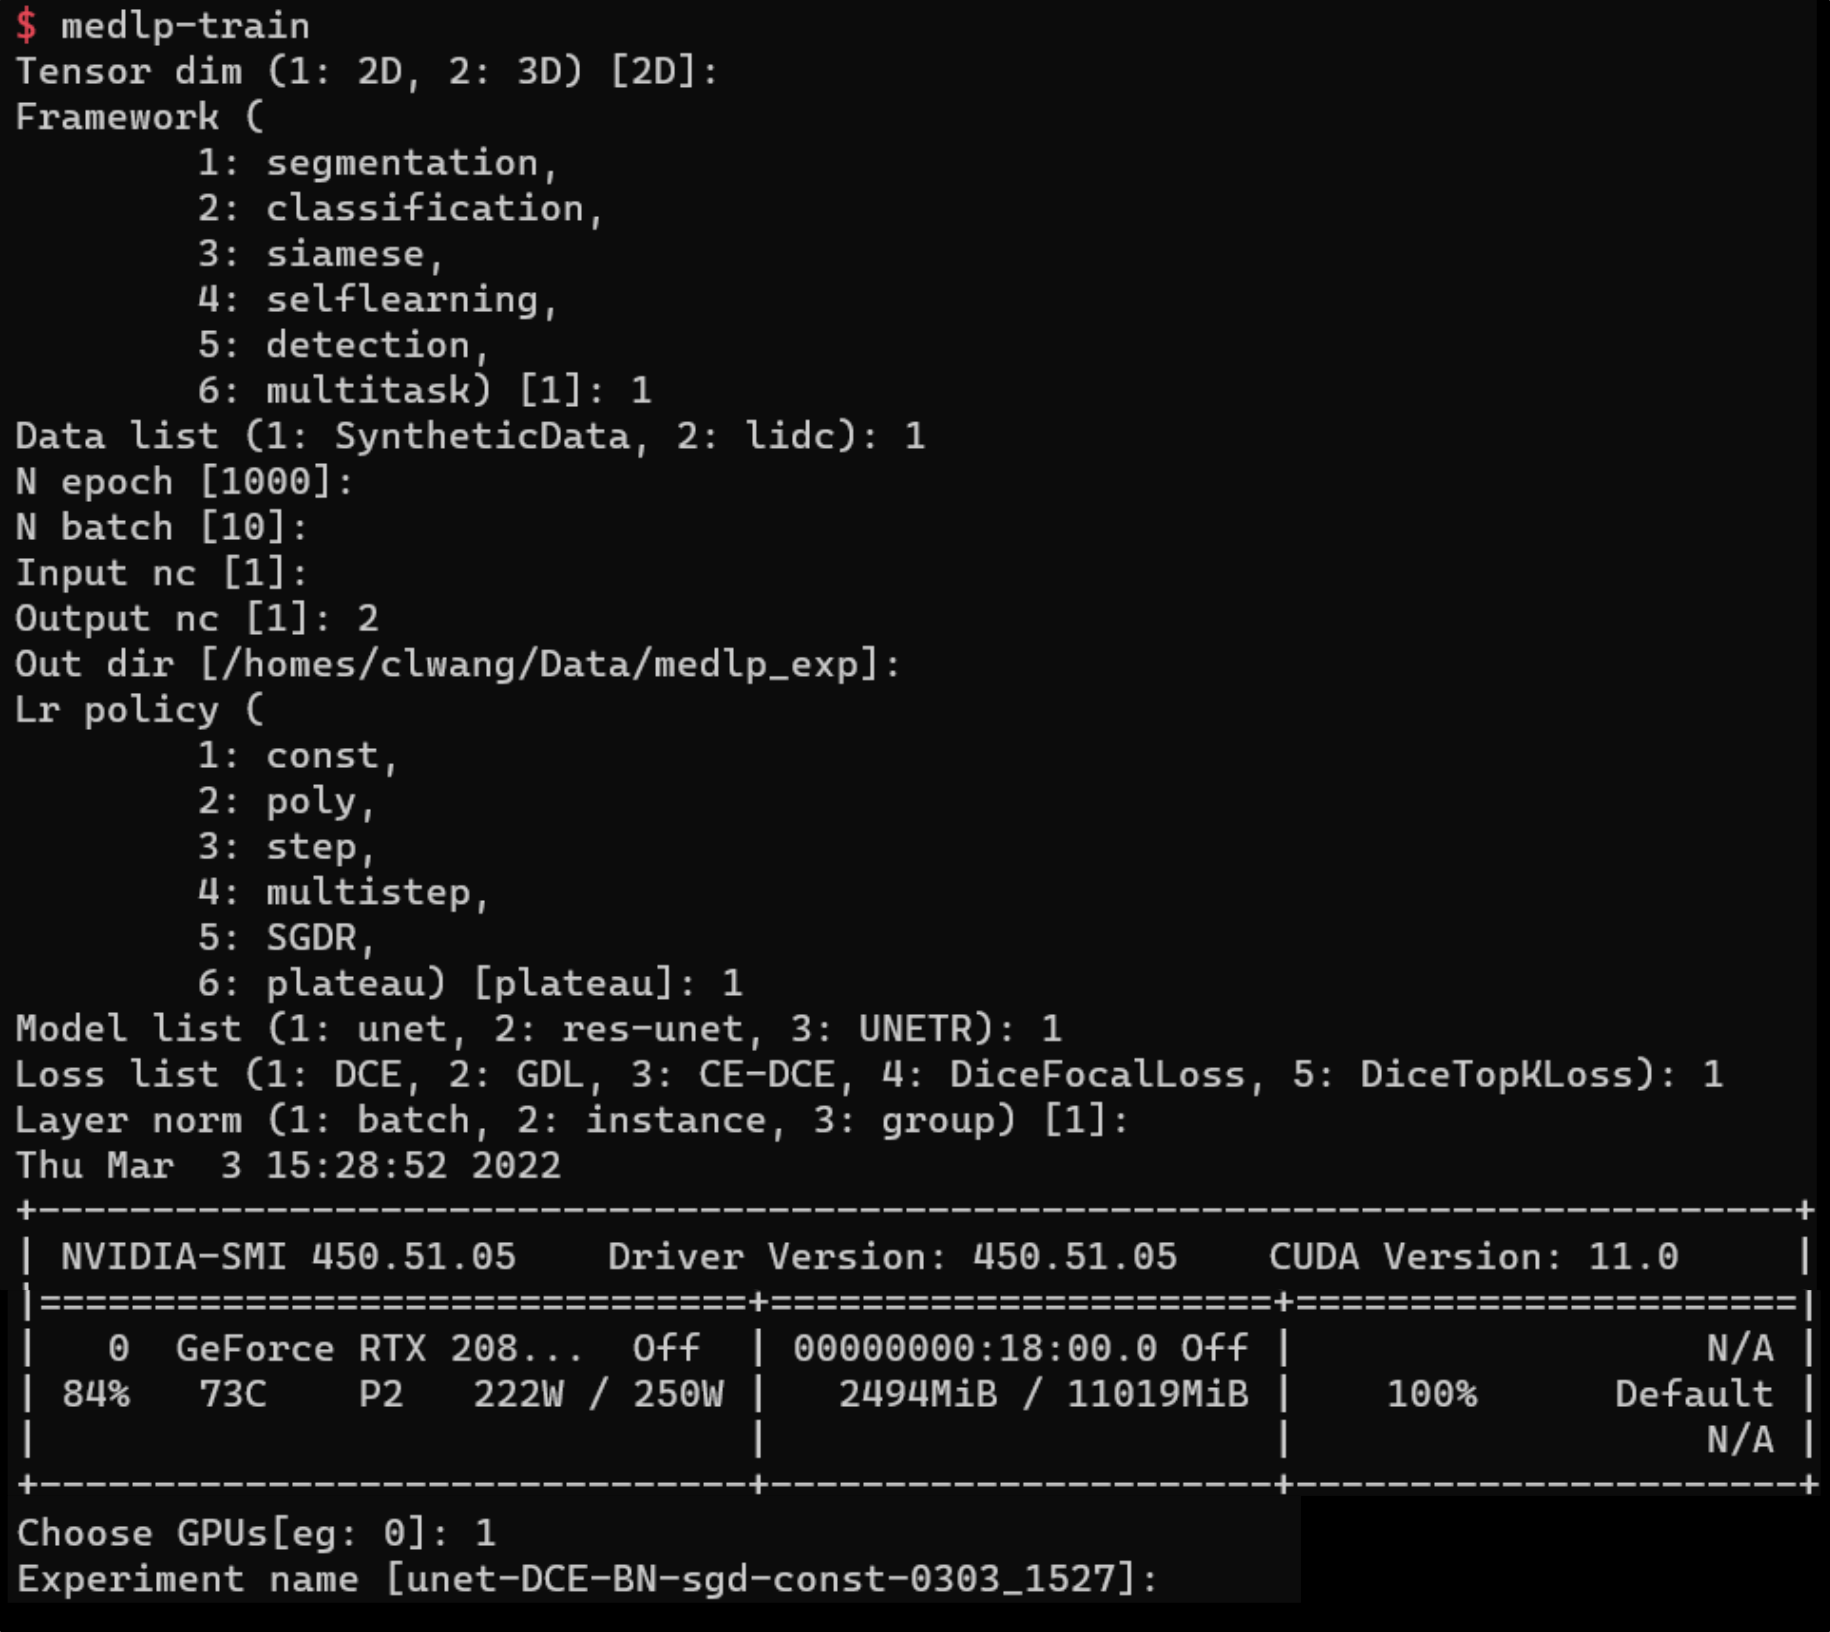 $ medlp-train
Tensor dim (1: 2D, 2: 3D) [2D]:
Framework (
        1: segmentation,
        2: classification,
        3: siamese,
        4: selflearning,
        5: detection,
        6: multitask) [1]: 1
Data list (1: SyntheticData, 2: lidc): 1
N epoch [1000]:
N batch [10]:
Input nc [1]:
Output nc [1]: 2
Out dir [/homes/clwang/Data/medlp_exp]:
Lr policy (
        1: const,
        2: poly,
        3: step,
        4: multistep,
        5: SGDR,
        6: plateau) [plateau]: 1
Model list (1: unet, 2: res-unet, 3: UNETR): 1
Loss list (1: DCE, 2: GDL, 3: CE-DCE, 4: DiceFocalLoss, 5: DiceTopKLoss): 1
Layer norm (1: batch, 2: instance, 3: group) [1]:
Thu Mar  3 15:28:52 2022
+-----------------------------------------------------------------------------+
| NVIDIA-SMI 450.51.05    Driver Version: 450.51.05    CUDA Version: 11.0     |
|===============================+======================+======================|
|   0  GeForce RTX 208...  Off  | 00000000:18:00.0 Off |                  N/A |
| 84%   73C    P2   222W / 250W |   2494MiB / 11019MiB |    100%      Default |
|                               |                      |                  N/A |
+-------------------------------+----------------------+----------------------+
Choose GPUs[eg: 0]: 1
Experiment name [unet-DCE-BN-sgd-const-0303_1527]: